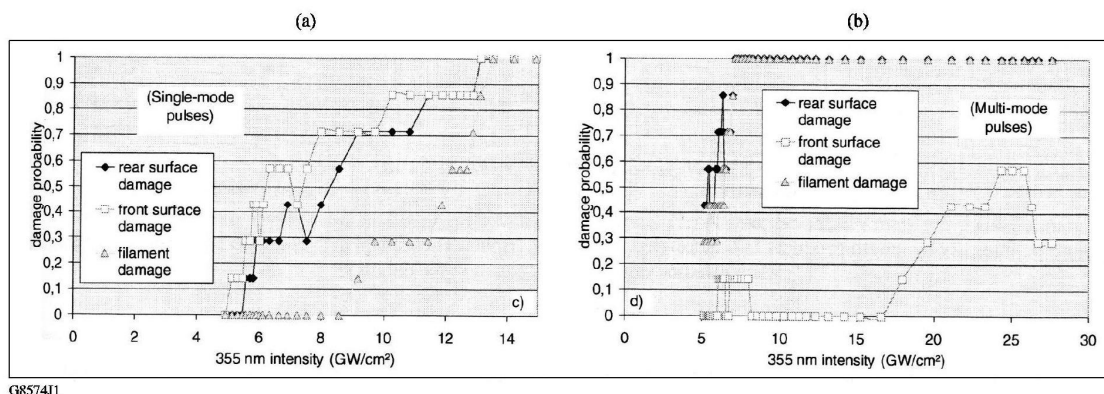 (a)
(b)
damage probability
1
0,9
0,8
0,7
0,6
0,5
0,4
0,3
0,2
0,1
0
(Single-mode
pulses)
rear surface
damage
front surface
damage
filament
damage
c)
0 2 4 6 8 10 12 14
355 nm intensity (GW/cm²)
damage probability
1
0,9
0,8
0,7
0,6
0,5
0,4
0,3
0,2
0,1
0
rear surface
damage
front surface
damage
filament damage
(Multi-mode
pulses)
d)
0 5 10 15 20 25 30
355 nm intensity (GW/cm²)
G8574J1